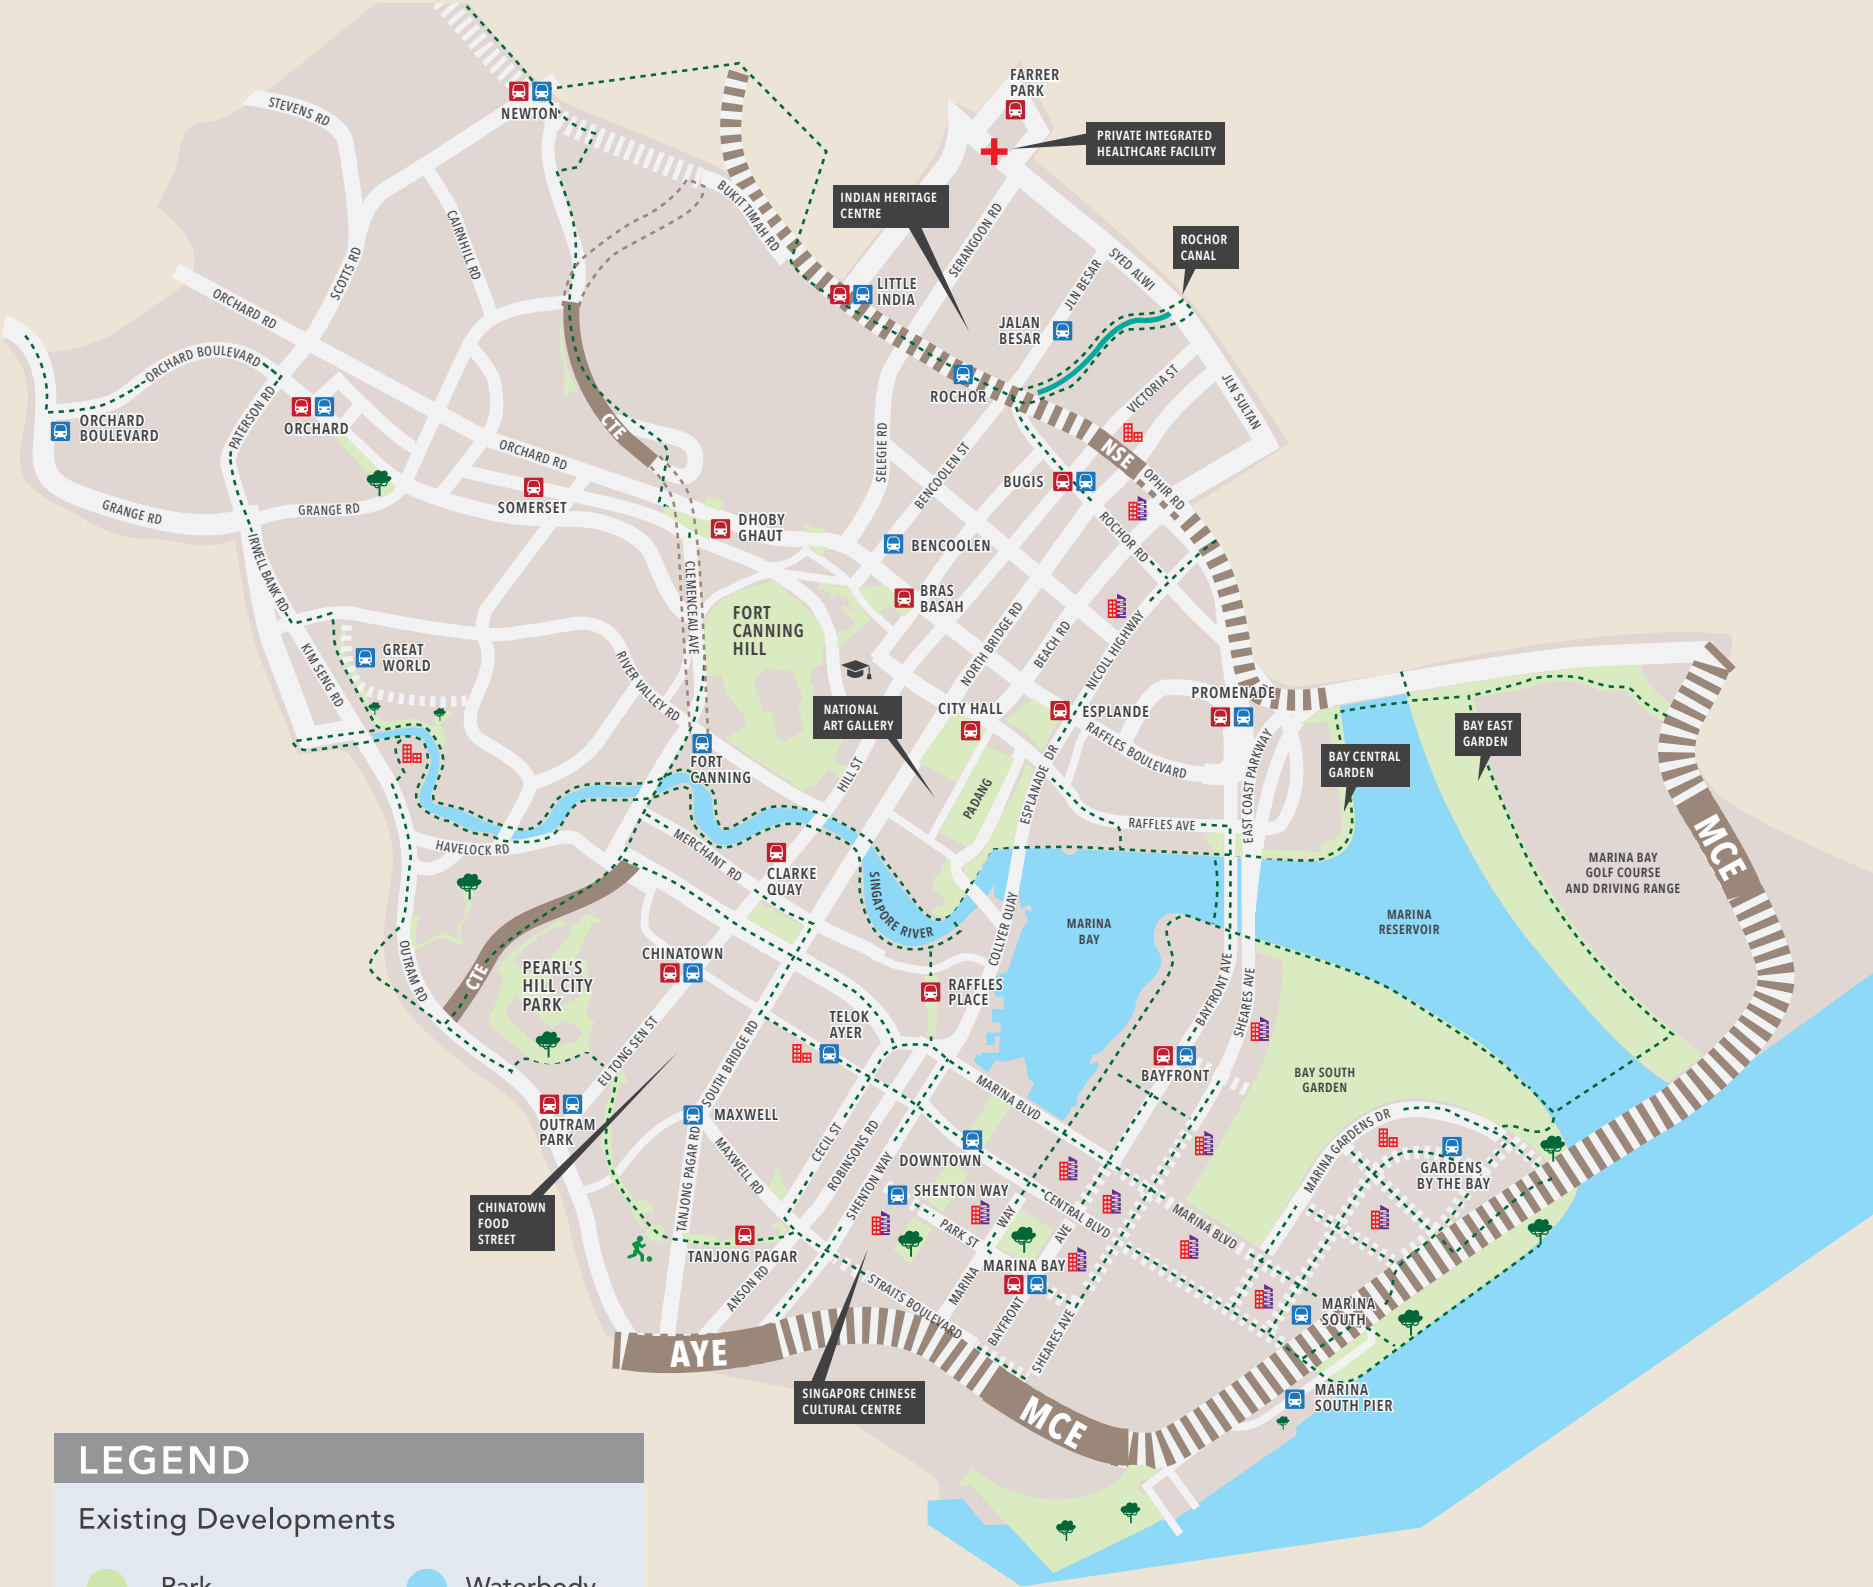 FARRER
PARK
PRIVATE INTEGRATED
HEALTHCARE FACILITY
NEWTON
STEVENS RD
BUKIT TIMAH RD
INDIAN HERITAGE
CENTRE
SERANGOON RD
CAIRNHILL RD
SCOTTS RD
ROCHOR
CANAL
SYED ALWI
JLN BESAR
LITTLE
INDIA
JALAN
BESAR
ORCHARD RD
ORCHARD BOULEVARD
ROCHOR
VICTORIA ST
JLN SULTAN
PATERSON RD
ORCHARD
ORCHARD
BOULEVARD
CTE
ORCHARD RD
SELEGIE RD
BENCOOLEN ST
NSE
OPHIR RD
BUGIS
SOMERSET
GRANGE RD
GRANGE RD
DHOBY
GHAUT
BENCOOLEN
ROCHOR RD
IRWELL BANK RD
CLEMENCEAU AVE
BRAS
BASAH
FORT
CANNING
HILL
NORTH BRIDGE RD
BEACH RD
NICOLL HIGHWAY
GREAT
WORLD
KIM SENG RD
RIVER VALLEY RD
NATIONAL
ART GALLERY
CITY HALL
ESPLANDE
PROMENADE
RAFFLES BOULEVARD
EAST COAST PARKWAY
BAY EAST
GARDEN
BAY CENTRAL
GARDEN
FORT
CANNING
HILL ST
PADANG
ESPLANADE DR
RAFFLES AVE
MCE
HAVELOCK RD
MERCHANT RD
CLARKE
QUAY
SINGAPORE RIVER
MARINA BAY
GOLF COURSE
AND DRIVING RANGE
COLLYER QUAY
MARINA
BAY
MARINA
RESERVOIR
OUTRAM RD
CTE
PEARL'S
HILL CITY
PARK
CHINATOWN
RAFFLES
PLACE
BAYFRONT AVE
SHEARES AVE
TELOK
AYER
EU TONG SEN ST
SOUTH BRIDGE RD
BAYFRONT
BAY SOUTH
GARDEN
MARINA BLVD
OUTRAM
PARK
MAXWELL
TANJONG PAGAR RD
MAXWELL RD
CECIL ST
ROBINSONS RD
SHENTON WAY
DOWNTOWN
SHENTON WAY
MARINA GARDENS DR
GARDENS
BY THE BAY
CHINATOWN
FOOD
STREET
PARK ST
MARINA
WAY
CENTRAL BLVD
MARINA BLVD
TANJONG PAGAR
ANSON RD
MARINA BAY
BAYFRONT
AVE
SHEARES AVE
STRAITS BOULEVARD
MARINA
SOUTH
AYE
SINGAPORE CHINESE
CULTURAL CENTRE
MCE
MARINA
SOUTH PIER
LEGEND
Existing Developments
Park
Waterbody